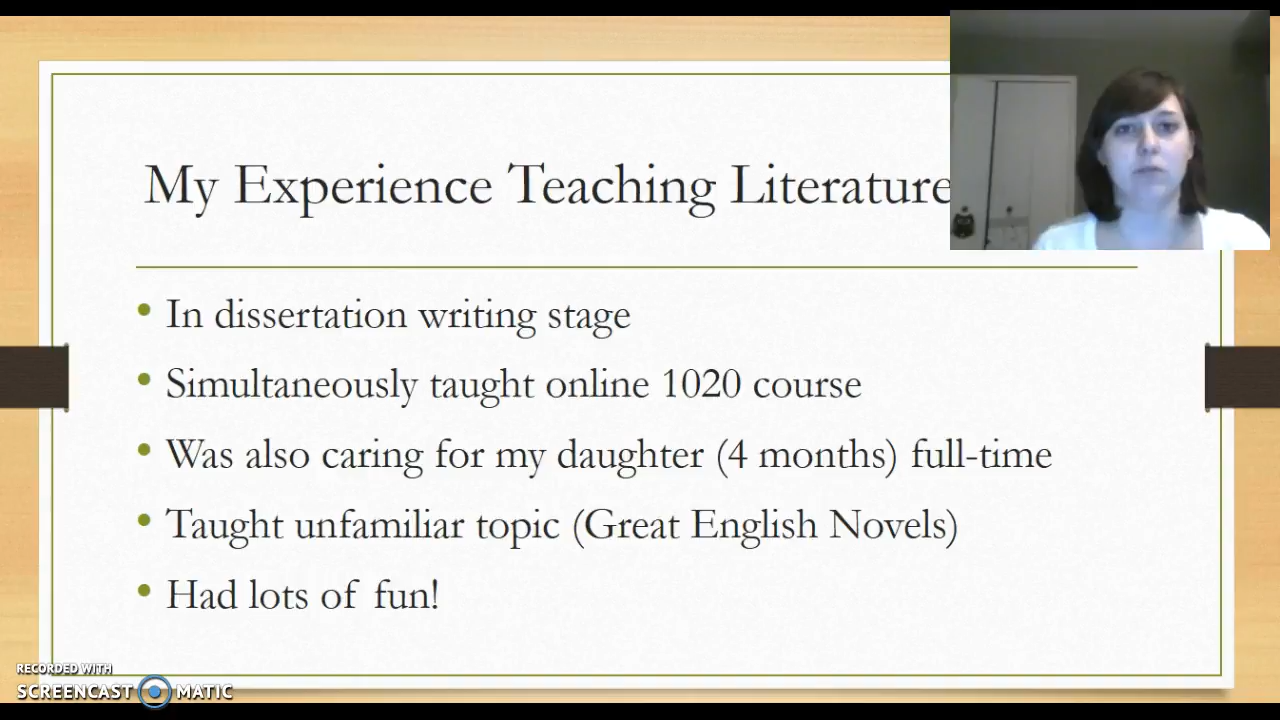 My Experience Teaching Literature
In dissertation writing stage
Simultaneously taught online 1020 course
Was also caring for my daughter (4 months) full-time
Taught unfamiliar topic (Great English Novels)
Had lots of fun!
RECORDED WITH
SCREENCAST MATIC